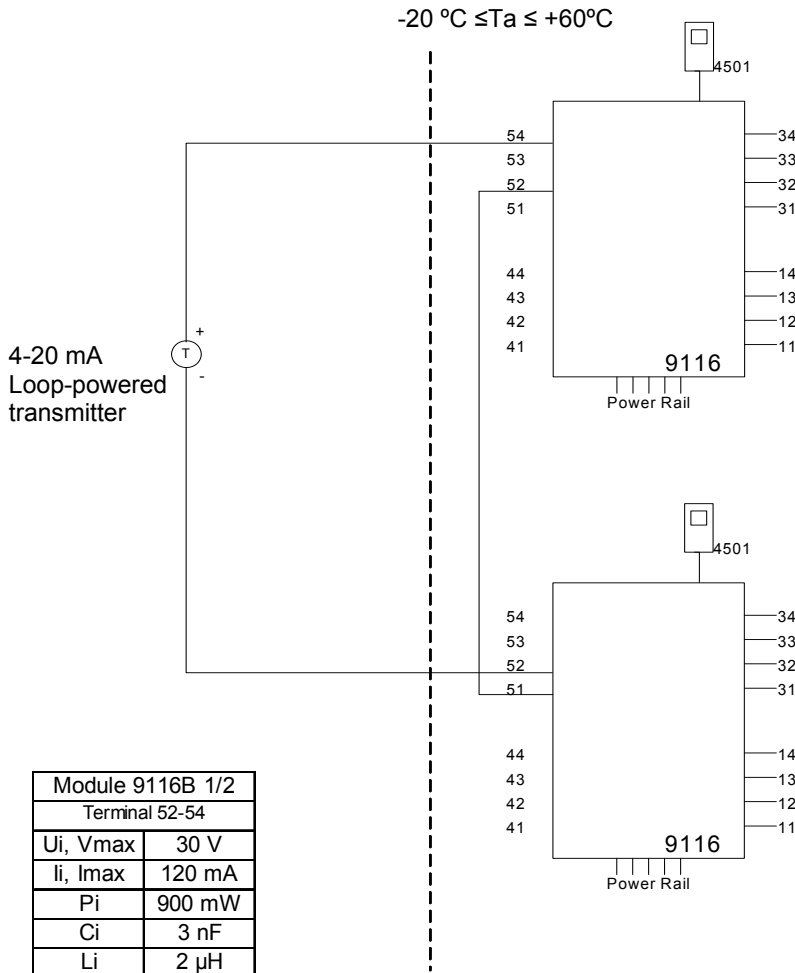 -20 ºC ≤Ta ≤ +60ºC
4501
54
53
52
51
44
43
42
41
34
33
32
31
14
13
12
11
9116
Power Rail
4-20 mA
Loop-powered
transmitter
+
T
-
4501
54
53
52
51
44
43
42
41
34
33
32
31
14
13
12
11
9116
Power Rail
Module 9116B 1/2
Terminal 52-54
Ui, Vmax 30 V
Ii, Imax 120 mA
Pi 900 mW
Ci 3 nF
Li 2 µH